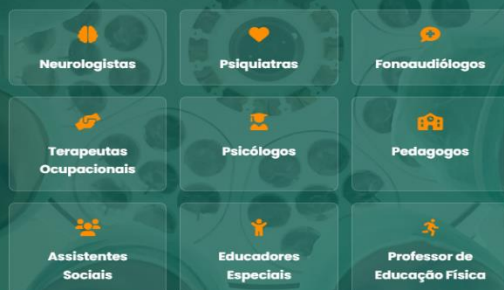 Neurologistas
Psiquiatras
Fonoaudiólogos
Terapeutas
Ocupacionais
Psicólogos
Pedagogos
Assistentes
Sociais
Educadores
Especiais
Professor de
Educação Física